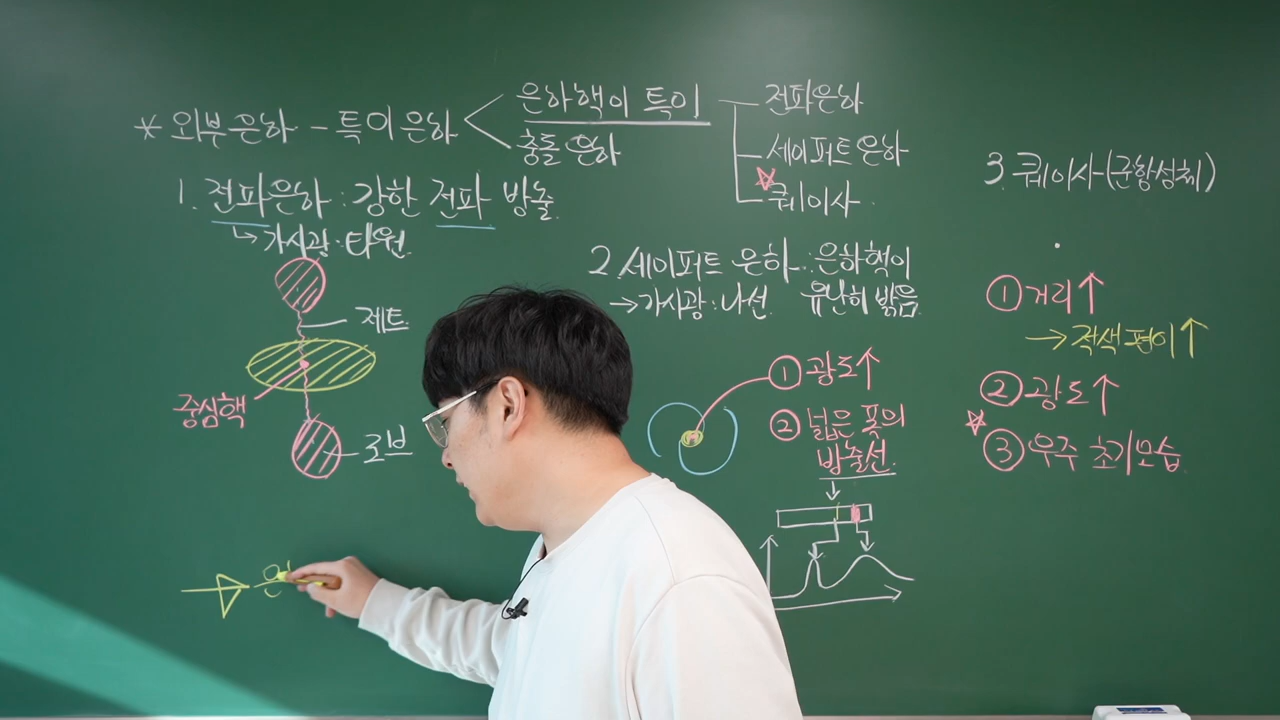 * 외부은하 - 특이은하 < 은하핵이 특이
충돌은하
전파은하
세이퍼트은하
☆ 퀘이사
1. 전파은하 : 강한 전파 방출
↳ 가시광 : 타원
제트
중심핵
로브
2 세이퍼트 은하 : 은하핵이
유난히 밝음
→ 가시광 : 나선
① 광도↑
② 넓은 폭의
방출선
3. 퀘이사(준항성체)
① 거리↑
→ 적색편이↑
② 광도↑
☆ ③ 우주 초기모습